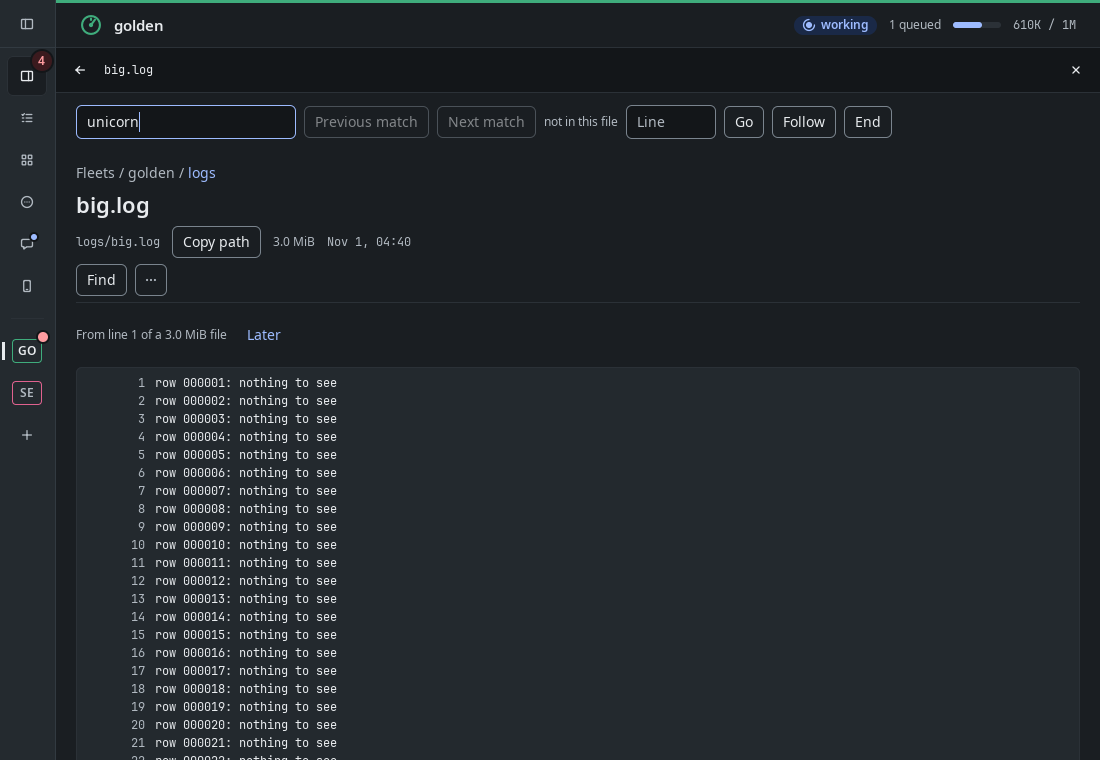 golden
working
1 queued
610K / 1M
4
big.log
unicorn
Previous match
Next match
not in this file
Line
Go
Follow
End
Fleets / golden / logs
big.log
logs/big.log
Copy path
3.0 MiB
Nov 1, 04:40
Find
···
From line 1 of a 3.0 MiB file
Later
GO
SE
1 row 000001: nothing to see
2 row 000002: nothing to see
3 row 000003: nothing to see
4 row 000004: nothing to see
5 row 000005: nothing to see
6 row 000006: nothing to see
7 row 000007: nothing to see
8 row 000008: nothing to see
9 row 000009: nothing to see
10 row 000010: nothing to see
11 row 000011: nothing to see
12 row 000012: nothing to see
13 row 000013: nothing to see
14 row 000014: nothing to see
15 row 000015: nothing to see
16 row 000016: nothing to see
17 row 000017: nothing to see
18 row 000018: nothing to see
19 row 000019: nothing to see
20 row 000020: nothing to see
21 row 000021: nothing to see